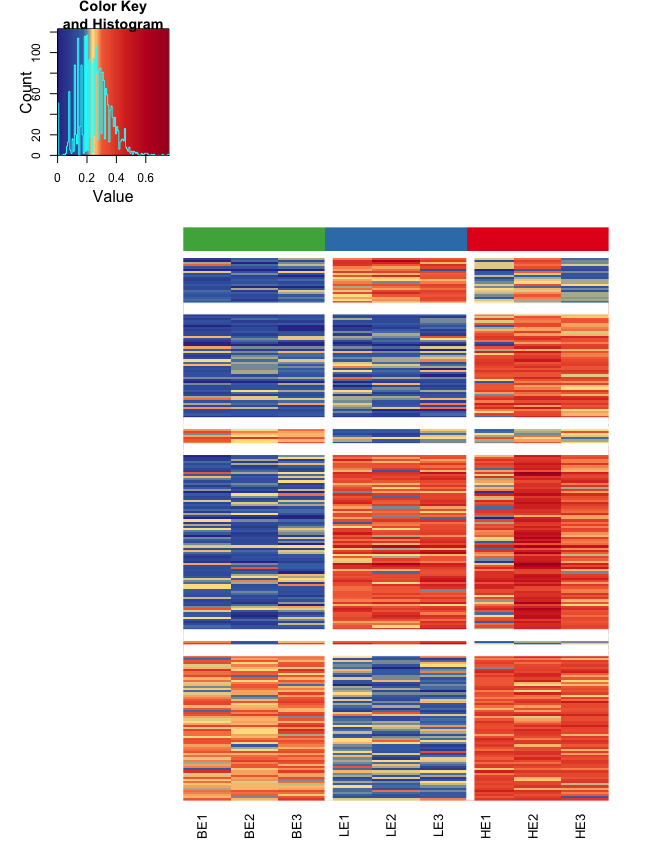 Color Key
and Histogram
Count
0 20 60 100
0 0.2 0.4 0.6
Value
BE1 BE2 BE3 LE1 LE2 LE3 HE1 HE2 HE3